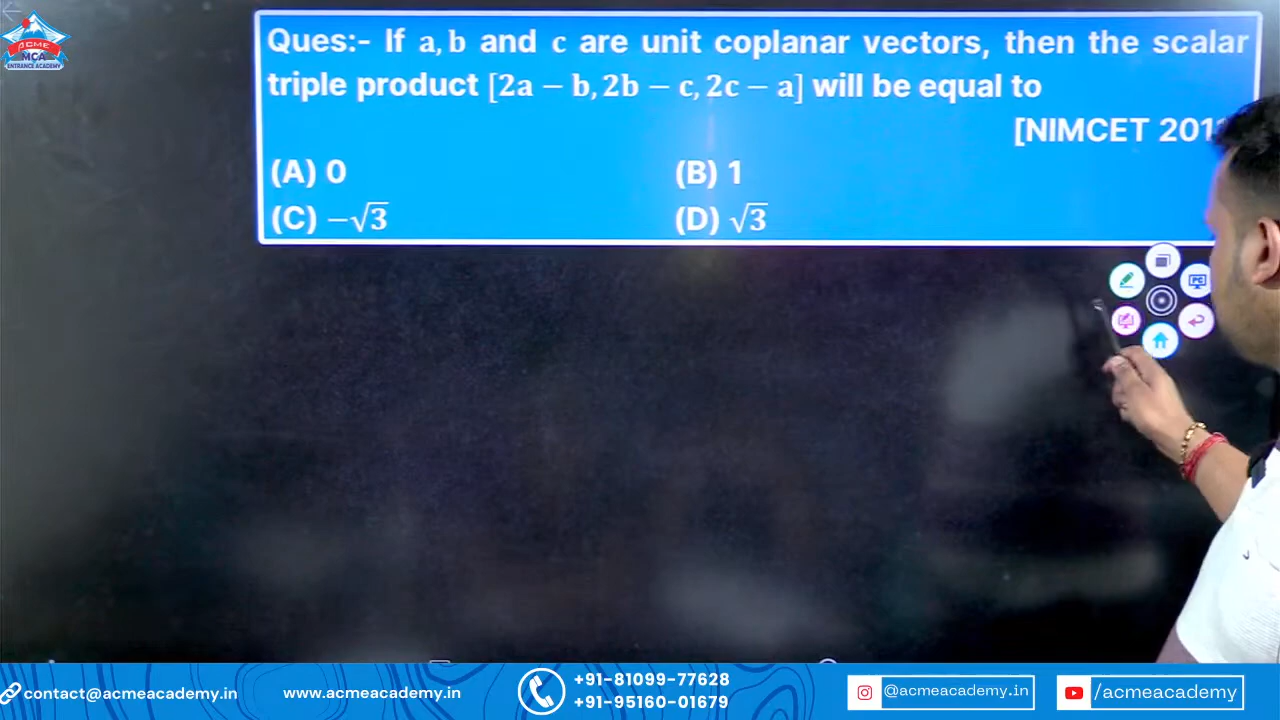 ACME
MCA
ENTRANCE ACADEMY
Ques:- If a, b and c are unit coplanar vectors, then the scalar
triple product [2a − b, 2b − c, 2c − a] will be equal to
[NIMCET 201
(A) 0
(B) 1
(C) −√3
(D) √3
PC
contact@acmeacademy.in
www.acmeacademy.in
+91-81099-77628
+91-95160-01679
@acmeacademy.in
/acmeacademy